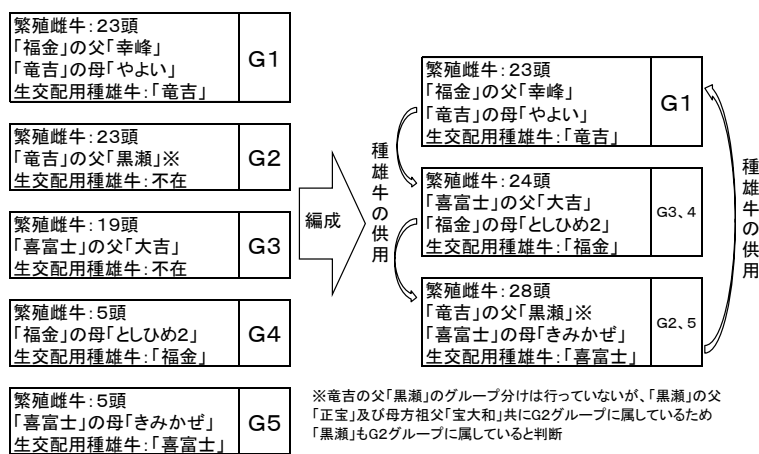 繁殖雌牛:23頭
「福金」の父「幸峰」
「竜吉」の母「やよい」
生交配用種雄牛:「竜吉」
G1
繁殖雌牛:23頭
「竜吉」の父「黒瀬」※
生交配用種雄牛:不在
G2
繁殖雌牛:19頭
「喜富士」の父「大吉」
生交配用種雄牛:不在
G3
繁殖雌牛:5頭
「福金」の母「としひめ2」
生交配用種雄牛:「福金」
G4
繁殖雌牛:5頭
「喜富士」の母「きみかぜ」
生交配用種雄牛:「喜富士」
G5
編成
種雄牛の供用
繁殖雌牛:23頭
「福金」の父「幸峰」
「竜吉」の母「やよい」
生交配用種雄牛:「竜吉」
G1
繁殖雌牛:24頭
「喜富士」の父「大吉」
「福金」の母「としひめ2」
生交配用種雄牛:「福金」
G3、4
繁殖雌牛:28頭
「竜吉」の父「黒瀬」※
「喜富士」の母「きみかぜ」
生交配用種雄牛:「喜富士」
G2、5
種雄牛の供用
※竜吉の父「黒瀬」のグループ分けは行っていないが、「黒瀬」の父
「正宝」及び母方祖父「宝大和」共にG2グループに属しているため
「黒瀬」もG2グループに属していると判断